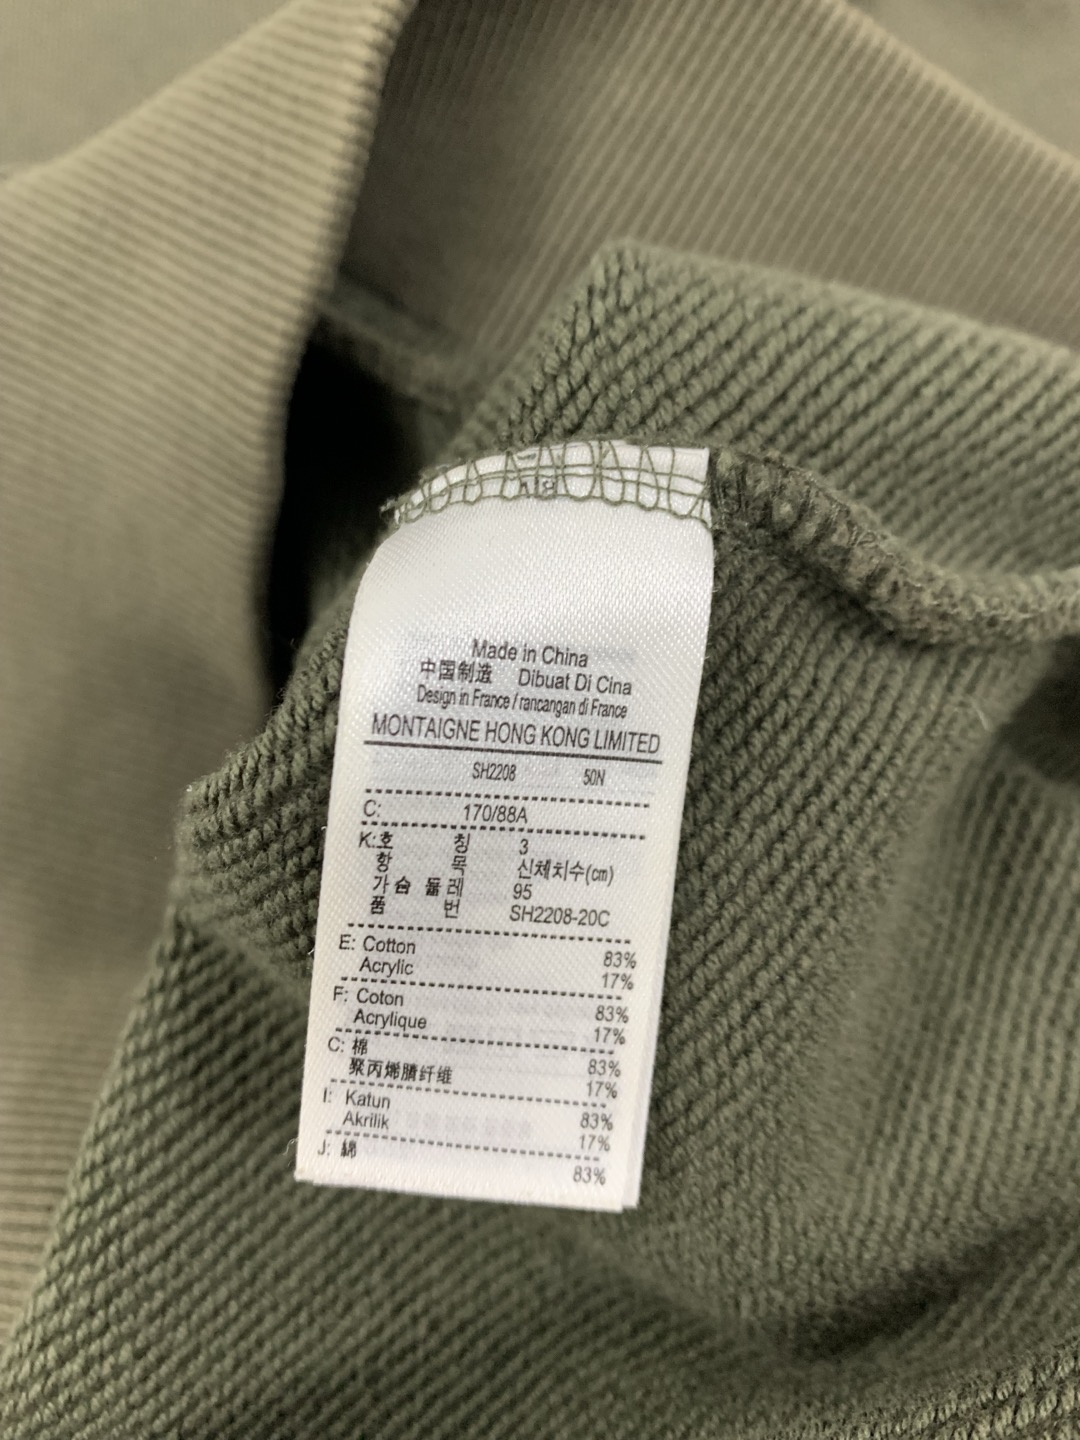 Made in China
中国制造 Dibuat Di Cina
Design in France / rancangan di France
MONTAIGNE HONG KONG LIMITED
SH2208 50N
C: 170/88A
K:호 칭 3
항 목 신체치수(cm)
가슴 둘레 95
품 번 SH2208-20C
E: Cotton 83%
Acrylic 17%
F: Coton 83%
Acrylique 17%
C: 棉 83%
聚丙烯腈纤维 17%
I: Katun 83%
Akrilik 17%
J: 綿 83%